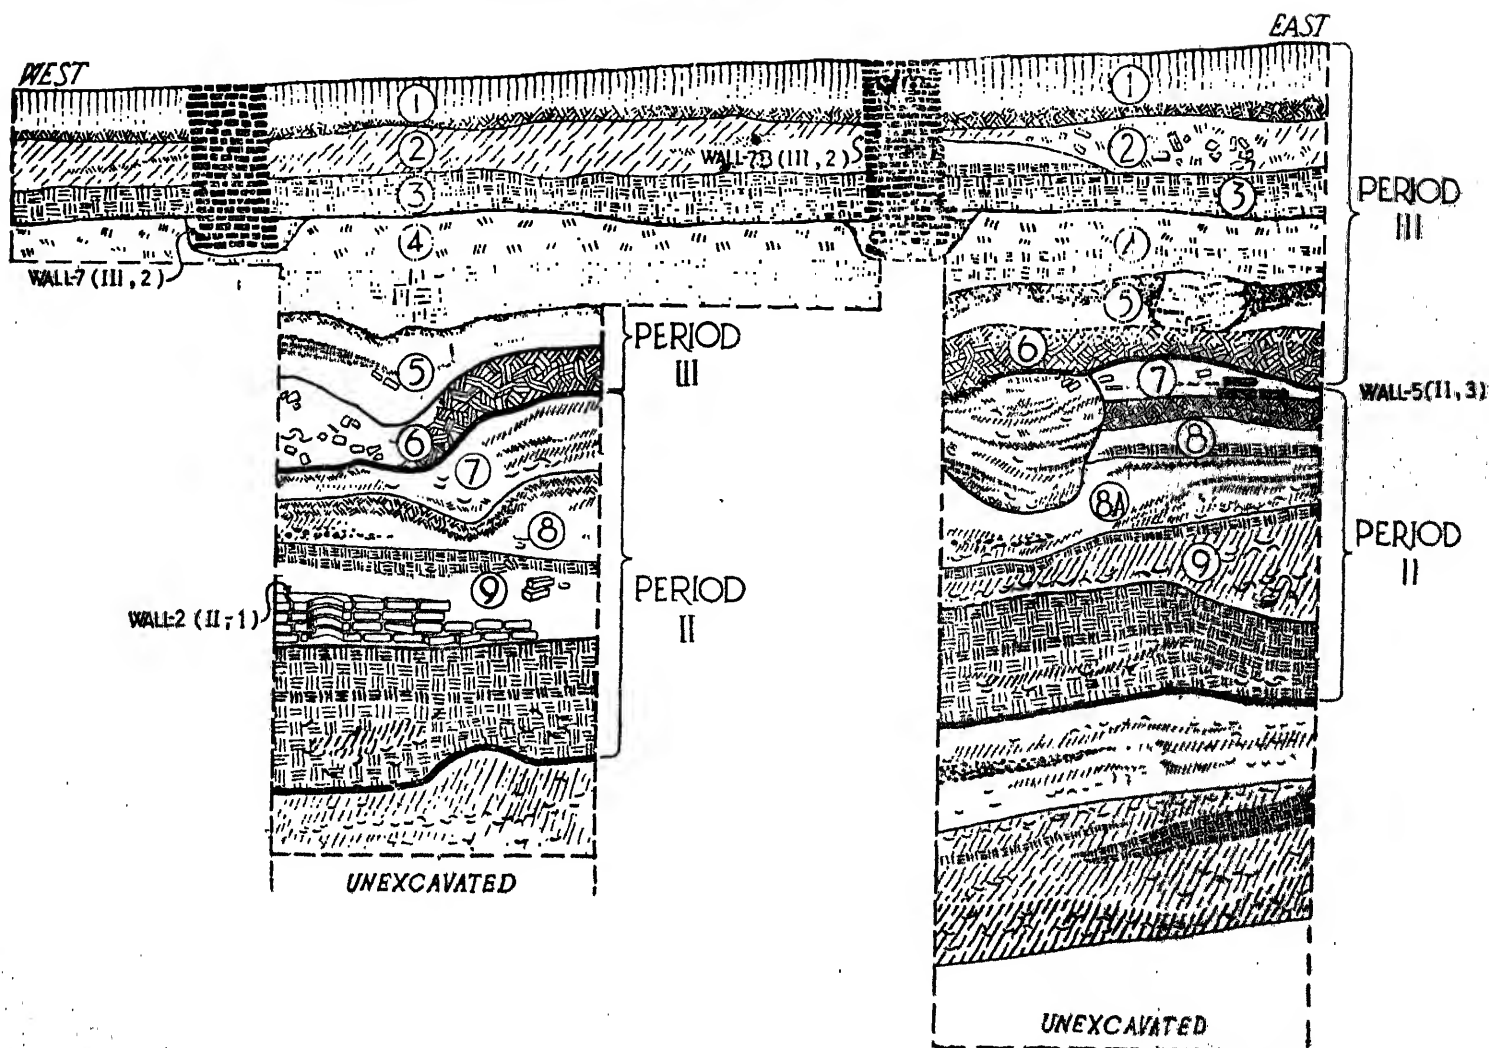 WEST
EAST
1
1
2
WALL-7B (III, 2)
2
3
3
4
4
WALL-7 (III, 2)
PERIOD
III
5
5
PERIOD
III
6
6
7
7
WALL-5 (II, 3)
8
8
8A
9
9
WALL-2 (II, 1)
PERIOD
II
PERIOD
II
UNEXCAVATED
UNEXCAVATED